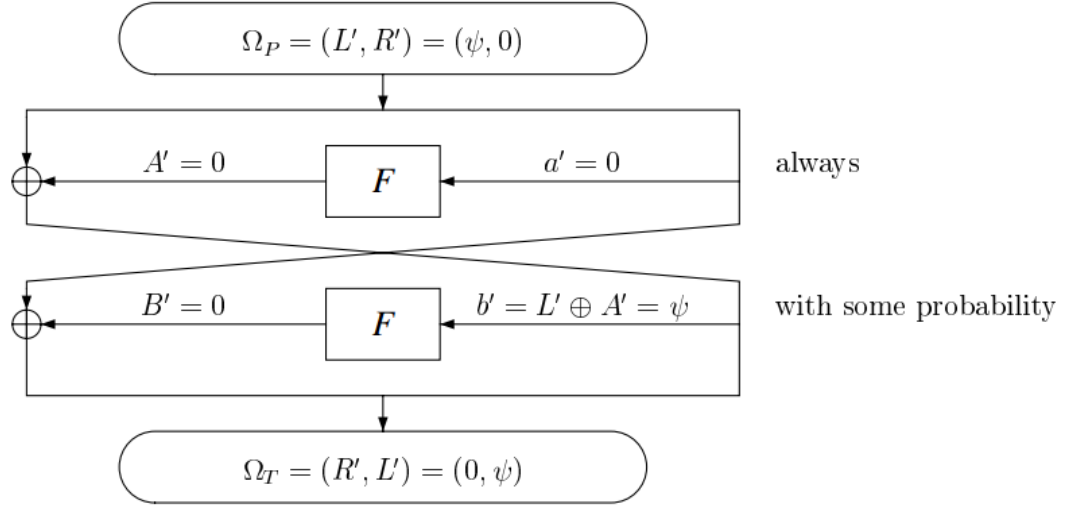 Ω_P = (L′, R′) = (ψ, 0)
A′ = 0
F
a′ = 0
always
B′ = 0
F
b′ = L′ ⊕ A′ = ψ
with some probability
Ω_T = (R′, L′) = (0, ψ)